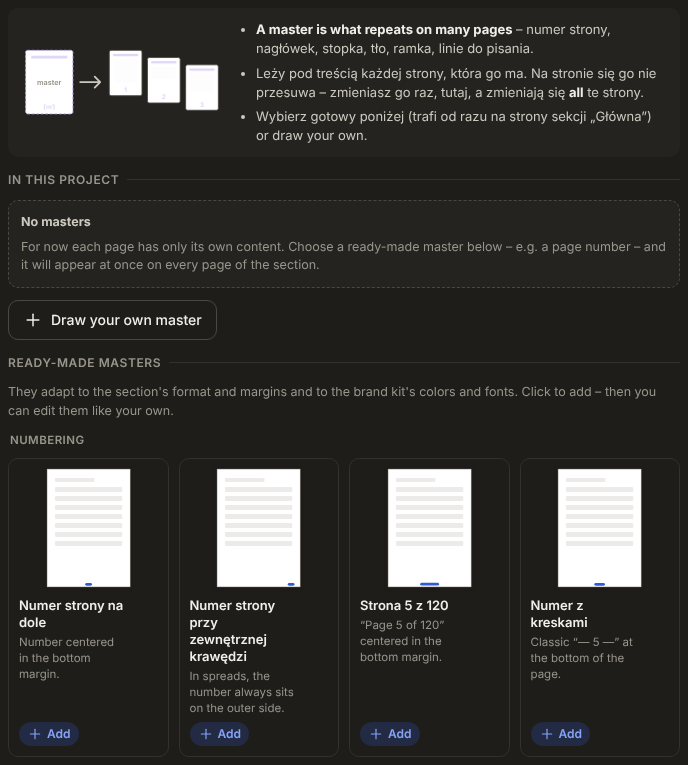 master
{nr}
1
2
3
A master is what repeats on many pages – numer strony,
nagłówek, stopka, tło, ramka, linie do pisania.
Leży pod treścią każdej strony, która go ma. Na stronie się go nie
przesuwa – zmieniasz go raz, tutaj, a zmieniają się all te strony.
Wybierz gotowy poniżej (trafi od razu na strony sekcji „Główna”)
or draw your own.
IN THIS PROJECT
No masters
For now each page has only its own content. Choose a ready-made master below – e.g. a page number – and
it will appear at once on every page of the section.
Draw your own master
READY-MADE MASTERS
They adapt to the section's format and margins and to the brand kit's colors and fonts. Click to add – then you
can edit them like your own.
NUMBERING
Numer strony na
dole
Number centered
in the bottom
margin.
Add
Numer strony
przy
zewnętrznej
krawędzi
In spreads, the
number always sits
on the outer side.
Add
Strona 5 z 120
“Page 5 of 120”
centered in the
bottom margin.
Add
Numer z
kreskami
Classic “— 5 —” at
the bottom of the
page.
Add